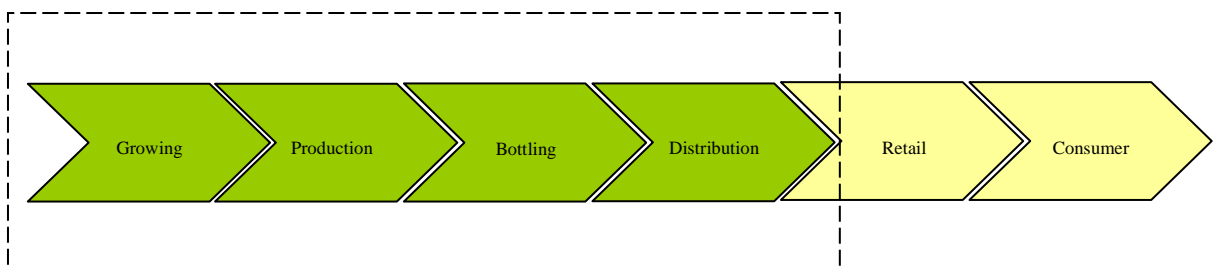 Growing
Production
Bottling
Distribution
Retail
Consumer